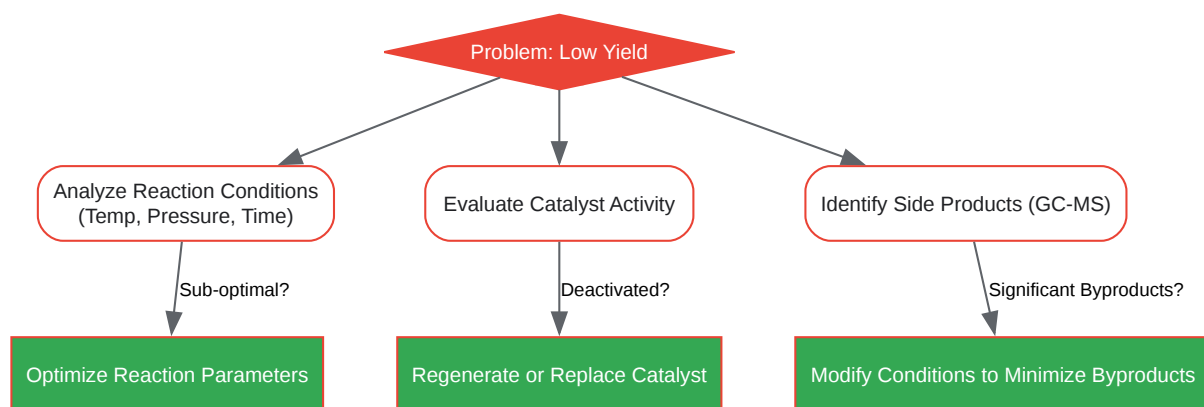 Problem: Low Yield
Analyze Reaction Conditions
(Temp, Pressure, Time)
Evaluate Catalyst Activity
Identify Side Products (GC-MS)
Sub-optimal?
Deactivated?
Significant Byproducts?
Optimize Reaction Parameters
Regenerate or Replace Catalyst
Modify Conditions to Minimize Byproducts